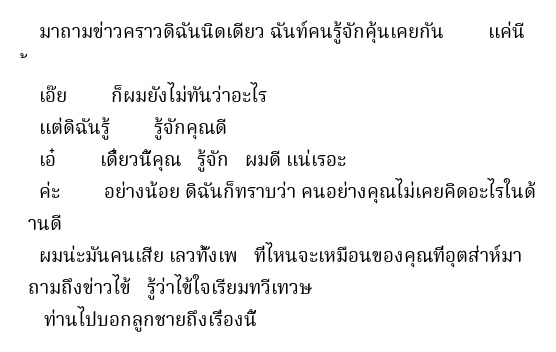 มาถามข่าวคราวดิฉันนิดเดียว ฉันท์คนรู้จักคุ้นเคยกัน แค่นี
้
เอ๊ย ก็ผมยังไม่ทันว่าอะไร
แต่ดิฉันรู้ รู้จักคุณดี
เอ๋ เดี๋ยวนี้คุณ รู้จัก ผมดี แน่เรอะ
ค่ะ อย่างน้อย ดิฉันก็ทราบว่า คนอย่างคุณไม่เคยคิดอะไรในด้
านดี
ผมน่ะมันคนเสีย เลวทั้งเพ ที่ไหนจะเหมือนของคุณที่อุตส่าห์มา
ถามถึงข่าวไข้ รู้ว่าไข้ใจเรียมทวีเทวษ
ท่านไปบอกลูกชายถึงเรื่องนี้